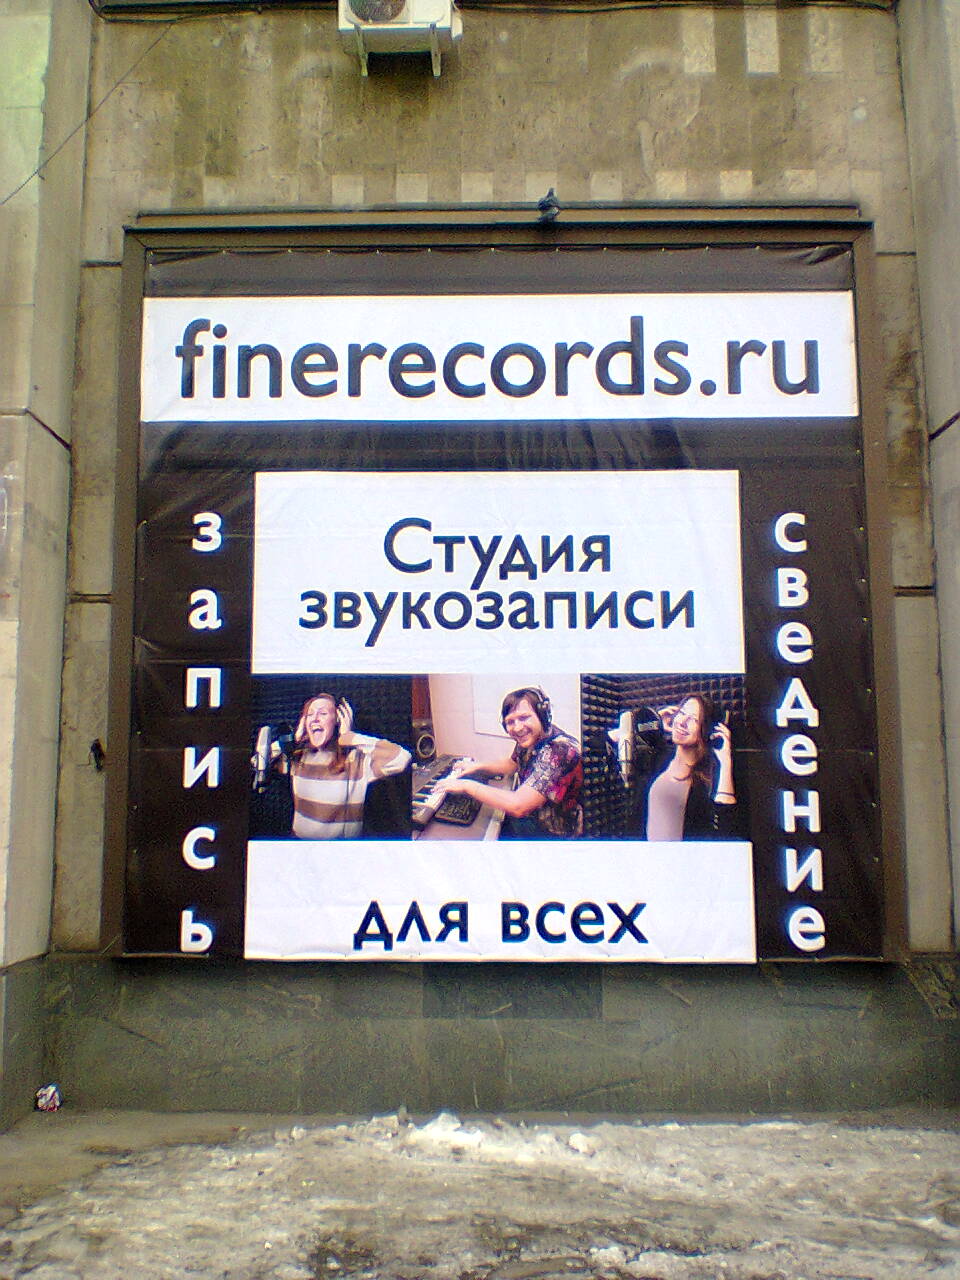 finerecords.ru
запись
Студия
звукозаписи
для всех
сведение